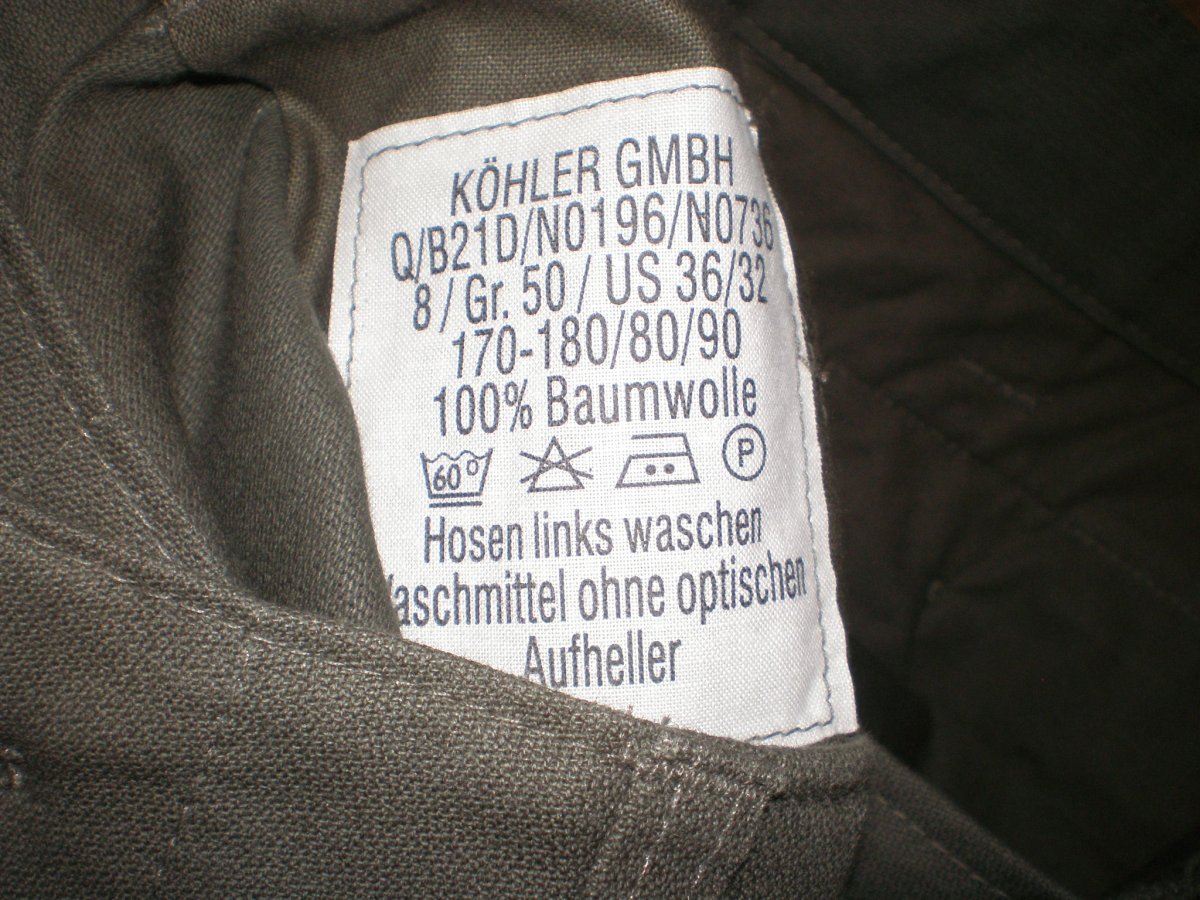 KÖHLER GMBH
Q/B21D/N0196/N0736
8 / Gr. 50 / US 36/32
170-180/80/90
100% Baumwolle
60° P
Hosen links waschen
aschmittel ohne optischen
Aufheller